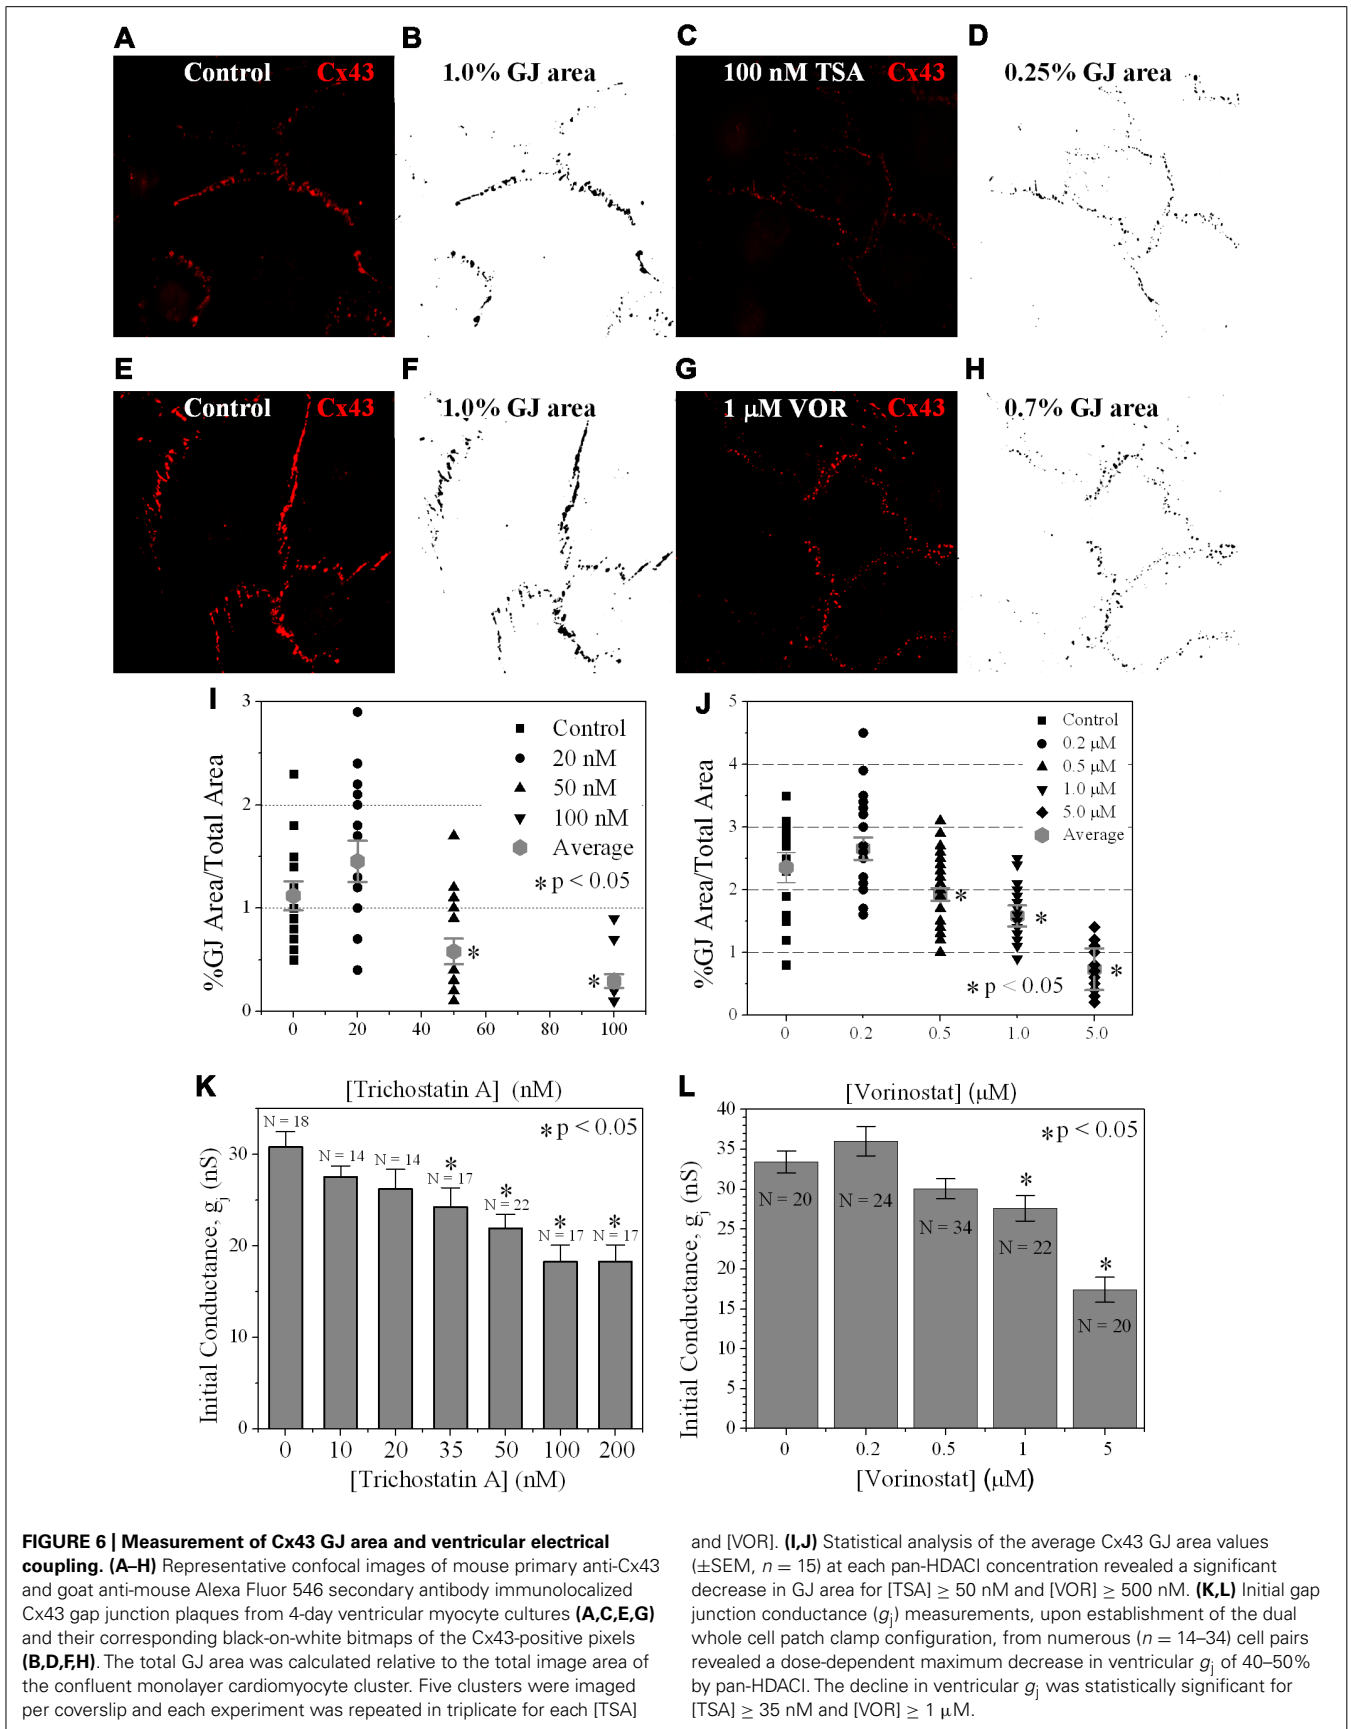 A
B
C
D
Control Cx43
1.0% GJ area
100 nM TSA Cx43
0.25% GJ area
E
F
G
H
Control Cx43
1.0% GJ area
1 μM VOR Cx43
0.7% GJ area
I
%GJ Area/Total Area
3
2
1
0
Control
20 nM
50 nM
100 nM
Average
* p < 0.05
*
*
0 20 40 60 80 100
[Trichostatin A] (nM)
J
%GJ Area/Total Area
5
4
3
2
1
0
Control
0.2 μM
0.5 μM
1.0 μM
5.0 μM
Average
*
*
*
* p < 0.05
0 0.2 0.5 1.0 5.0
[Vorinostat] (μM)
K
Initial Conductance, gj (nS)
30
20
10
0
* p < 0.05
N = 18
N = 14
N = 14
*
N = 17
*
N = 22
*
N = 17
*
N = 17
0 10 20 35 50 100 200
[Trichostatin A] (nM)
L
Initial Conductance, gj (nS)
40
35
30
25
20
15
10
5
0
* p < 0.05
N = 20
N = 24
N = 34
*
N = 22
*
N = 20
0 0.2 0.5 1 5
[Vorinostat] (μM)
FIGURE 6 | Measurement of Cx43 GJ area and ventricular electrical
coupling. (A–H) Representative confocal images of mouse primary anti-Cx43
and goat anti-mouse Alexa Fluor 546 secondary antibody immunolocalized
Cx43 gap junction plaques from 4-day ventricular myocyte cultures (A,C,E,G)
and their corresponding black-on-white bitmaps of the Cx43-positive pixels
(B,D,F,H). The total GJ area was calculated relative to the total image area of
the confluent monolayer cardiomyocyte cluster. Five clusters were imaged
per coverslip and each experiment was repeated in triplicate for each [TSA]
and [VOR]. (I,J) Statistical analysis of the average Cx43 GJ area values
(±SEM, n = 15) at each pan-HDACI concentration revealed a significant
decrease in GJ area for [TSA] ≥ 50 nM and [VOR] ≥ 500 nM. (K,L) Initial gap
junction conductance (gj) measurements, upon establishment of the dual
whole cell patch clamp configuration, from numerous (n = 14–34) cell pairs
revealed a dose-dependent maximum decrease in ventricular gj of 40–50%
by pan-HDACI. The decline in ventricular gj was statistically significant for
[TSA] ≥ 35 nM and [VOR] ≥ 1 μM.